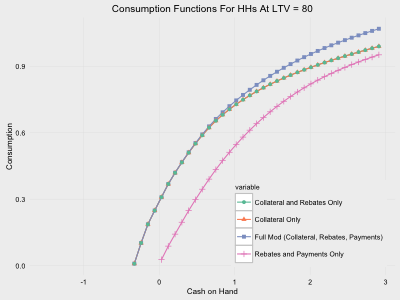 Consumption Functions For HHs At LTV = 80
Consumption
0.9
0.6
0.3
0.0
variable
Collateral and Rebates Only
Collateral Only
Full Mod (Collateral, Rebates, Payments)
Rebates and Payments Only
-1 0 1 2 3
Cash on Hand